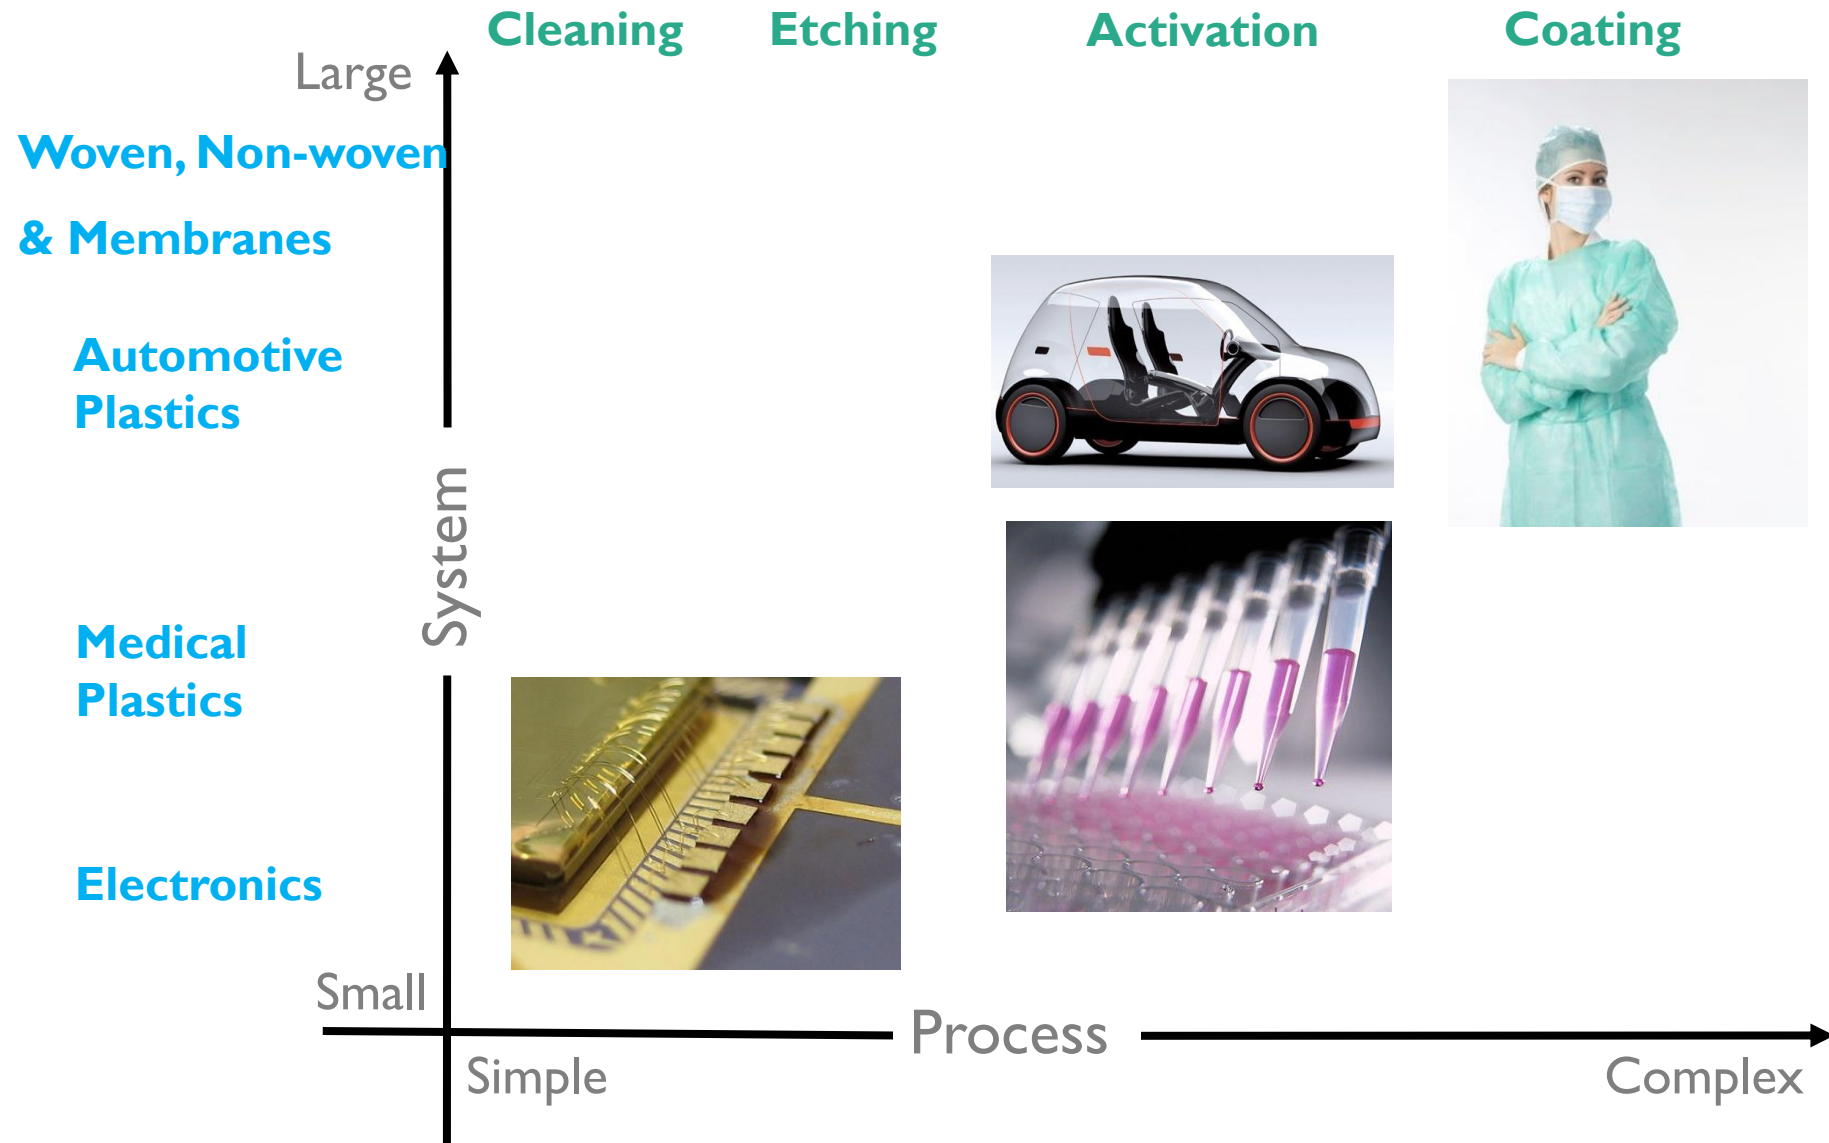 Cleaning Etching Activation Coating
Large
Woven, Non-woven
& Membranes
Automotive
Plastics
System
Medical
Plastics
Electronics
Small
Process
Simple
Complex